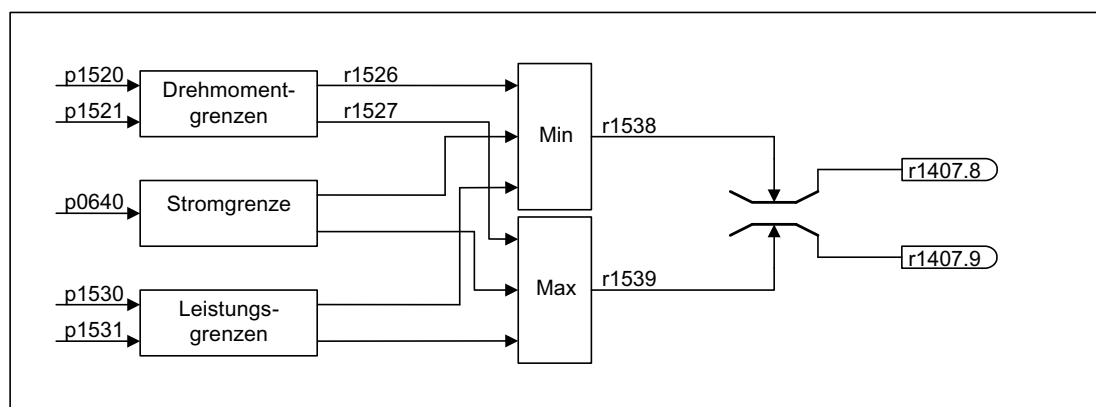 p1520
p1521
Drehmoment-
grenzen
r1526
r1527
p0640
Stromgrenze
p1530
p1531
Leistungs-
grenzen
Min
Max
r1538
r1539
r1407.8
r1407.9